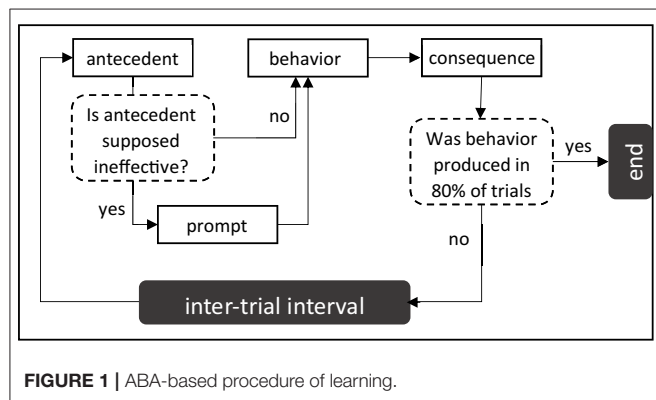 antecedent
behavior
consequence
Is antecedent
supposed
ineffective?
no
Was behavior
produced in
80% of trials
yes
end
yes
prompt
no
inter-trial interval
FIGURE 1 | ABA-based procedure of learning.